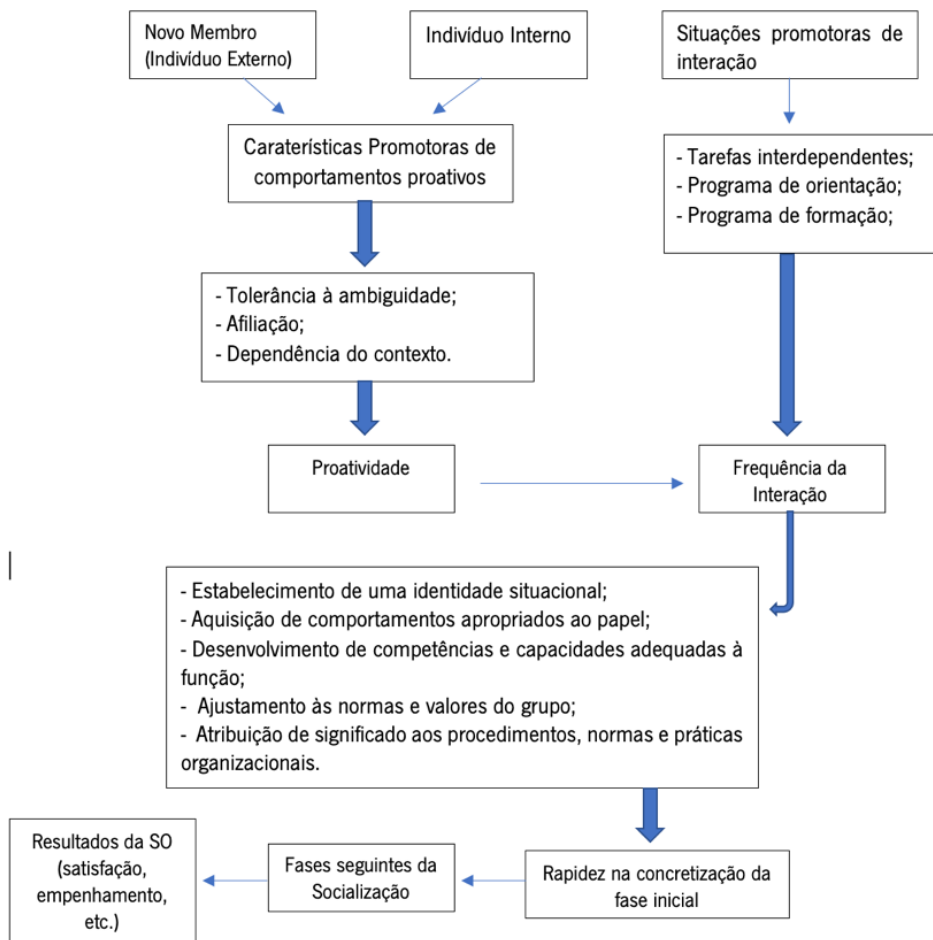 Novo Membro
(Indivíduo Externo)
Indivíduo Interno
Situações promotoras de
interação
Caraterísticas Promotoras de
comportamentos proativos
- Tarefas interdependentes;
- Programa de orientação;
- Programa de formação;
- Tolerância à ambiguidade;
- Afiliação;
- Dependência do contexto.
Proatividade
Frequência da
Interação
- Estabelecimento de uma identidade situacional;
- Aquisição de comportamentos apropriados ao papel;
- Desenvolvimento de competências e capacidades adequadas à
função;
- Ajustamento às normas e valores do grupo;
- Atribuição de significado aos procedimentos, normas e práticas
organizacionais.
Resultados da SO
(satisfação,
empenhamento,
etc.)
Fases seguintes da
Socialização
Rapidez na concretização da
fase inicial